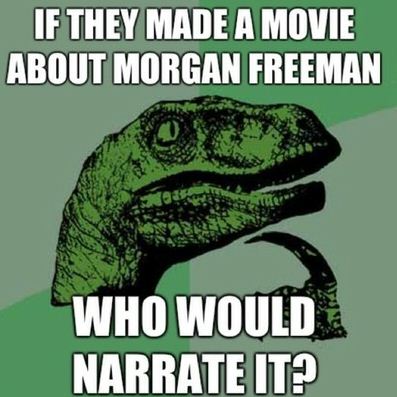 IF THEY MADE A MOVIE
ABOUT MORGAN FREEMAN
WHO WOULD
NARRATE IT?